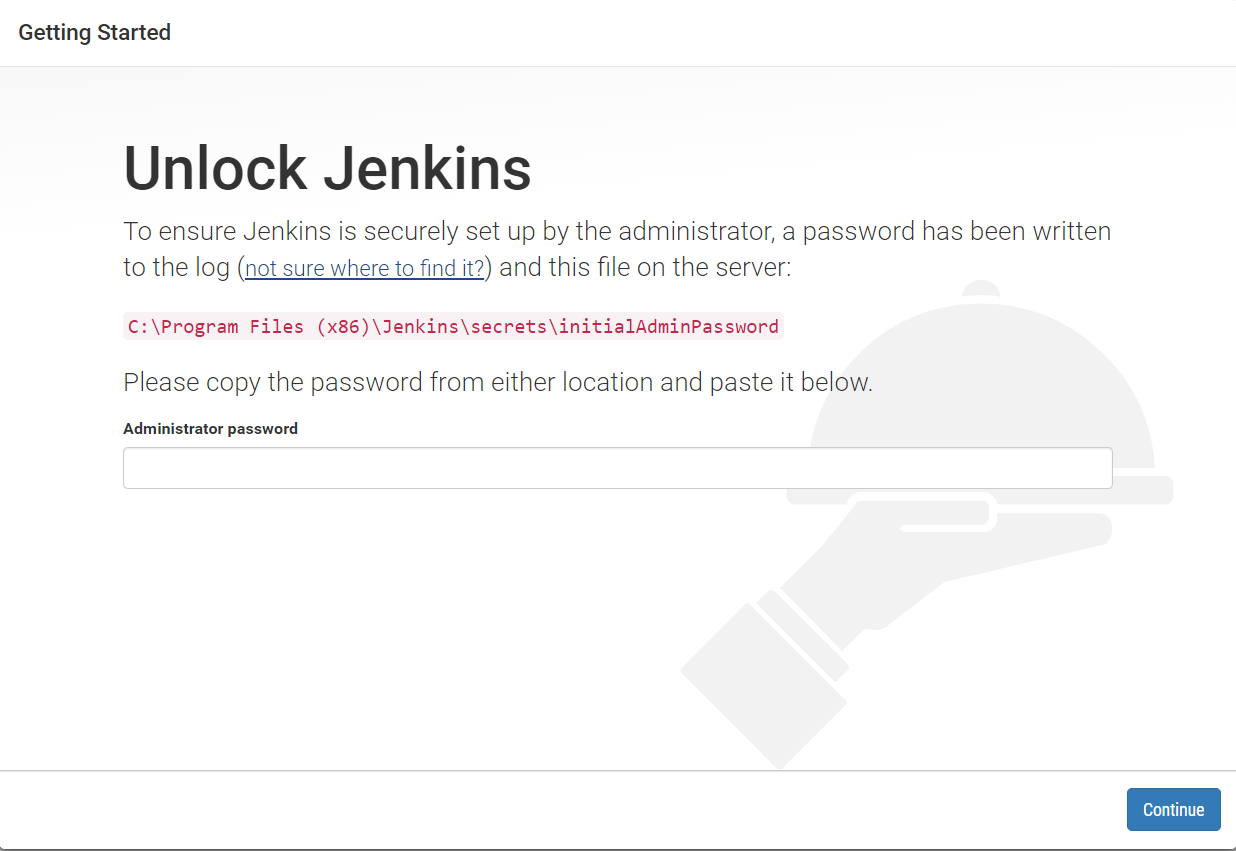 Getting Started
Unlock Jenkins
To ensure Jenkins is securely set up by the administrator, a password has been written
to the log (not sure where to find it?) and this file on the server:
C:\Program Files (x86)\Jenkins\secrets\initialAdminPassword
Please copy the password from either location and paste it below.
Administrator password
Continue